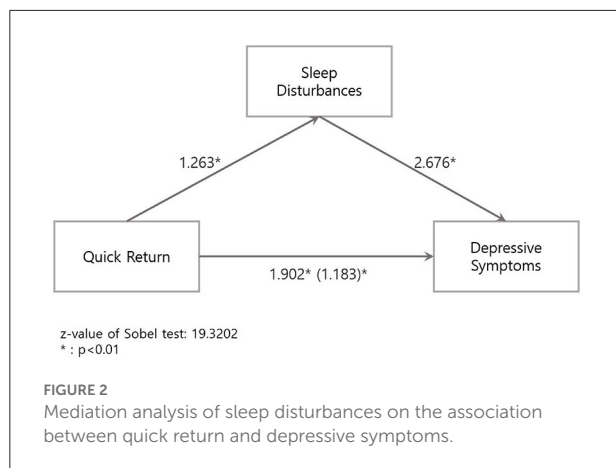 Sleep
Disturbances
1.263*
2.676*
Quick Return
Depressive
Symptoms
1.902* (1.183)*
z-value of Sobel test: 19.3202
* : p<0.01
FIGURE 2
Mediation analysis of sleep disturbances on the association
between quick return and depressive symptoms.